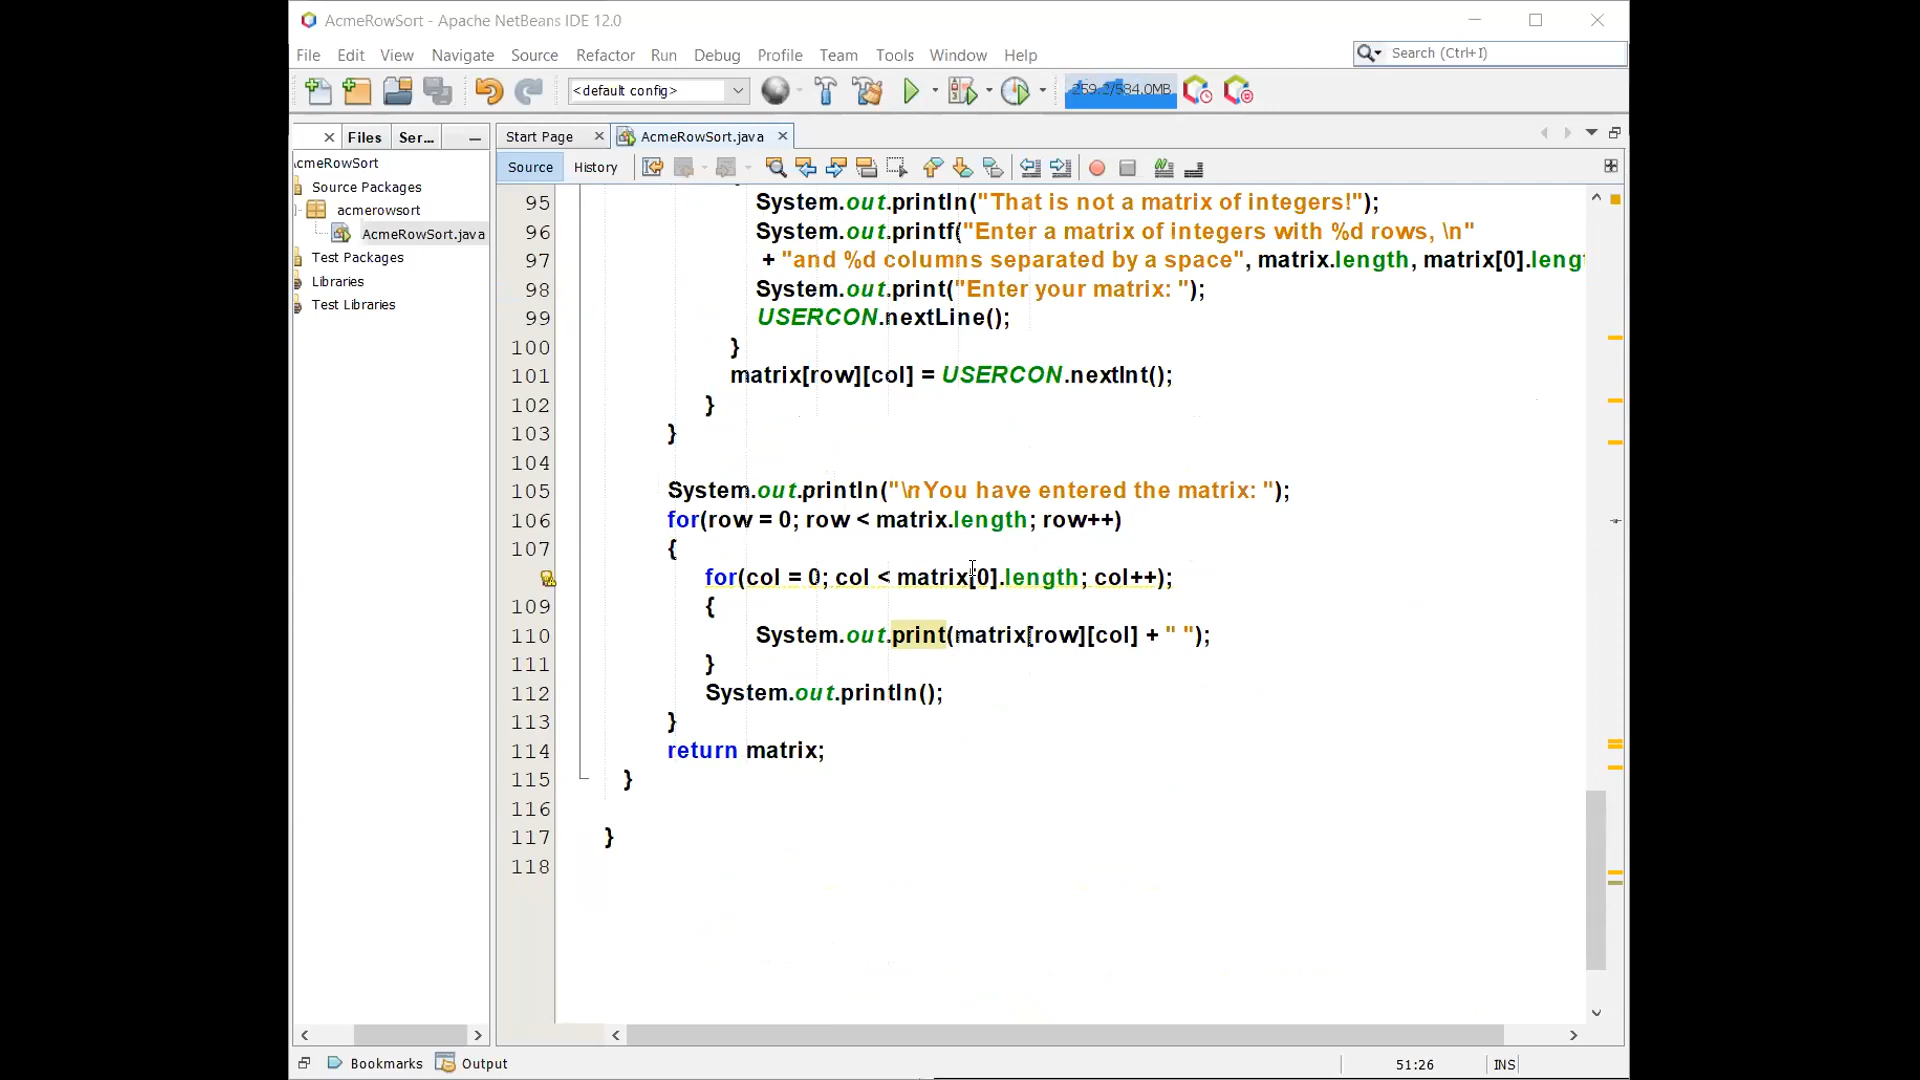 AcmeRowSort - Apache NetBeans IDE 12.0
File Edit View Navigate Source Refactor Run Debug Profile Team Tools Window Help
Search (Ctrl+I)
<default config>
259.2/584.0MB
Files Ser...
Start Page AcmeRowSort.java
Source History
cmeRowSort
Source Packages
acmerowsort
AcmeRowSort.java
Test Packages
Libraries
Test Libraries
95 System.out.println("That is not a matrix of integers!");
96 System.out.printf("Enter a matrix of integers with %d rows, \n"
97 + "and %d columns separated by a space", matrix.length, matrix[0].leng
98 System.out.print("Enter your matrix: ");
99 USERCON.nextLine();
100 }
101 matrix[row][col] = USERCON.nextInt();
102 }
103 }
104
105 System.out.println("\nYou have entered the matrix: ");
106 for(row = 0; row < matrix.length; row++)
107 {
for(col = 0; col < matrix[0].length; col++);
109 {
110 System.out.print(matrix[row][col] + " ");
111 }
112 System.out.println();
113 }
114 return matrix;
115 }
116
117 }
118
Bookmarks Output
51:26 INS